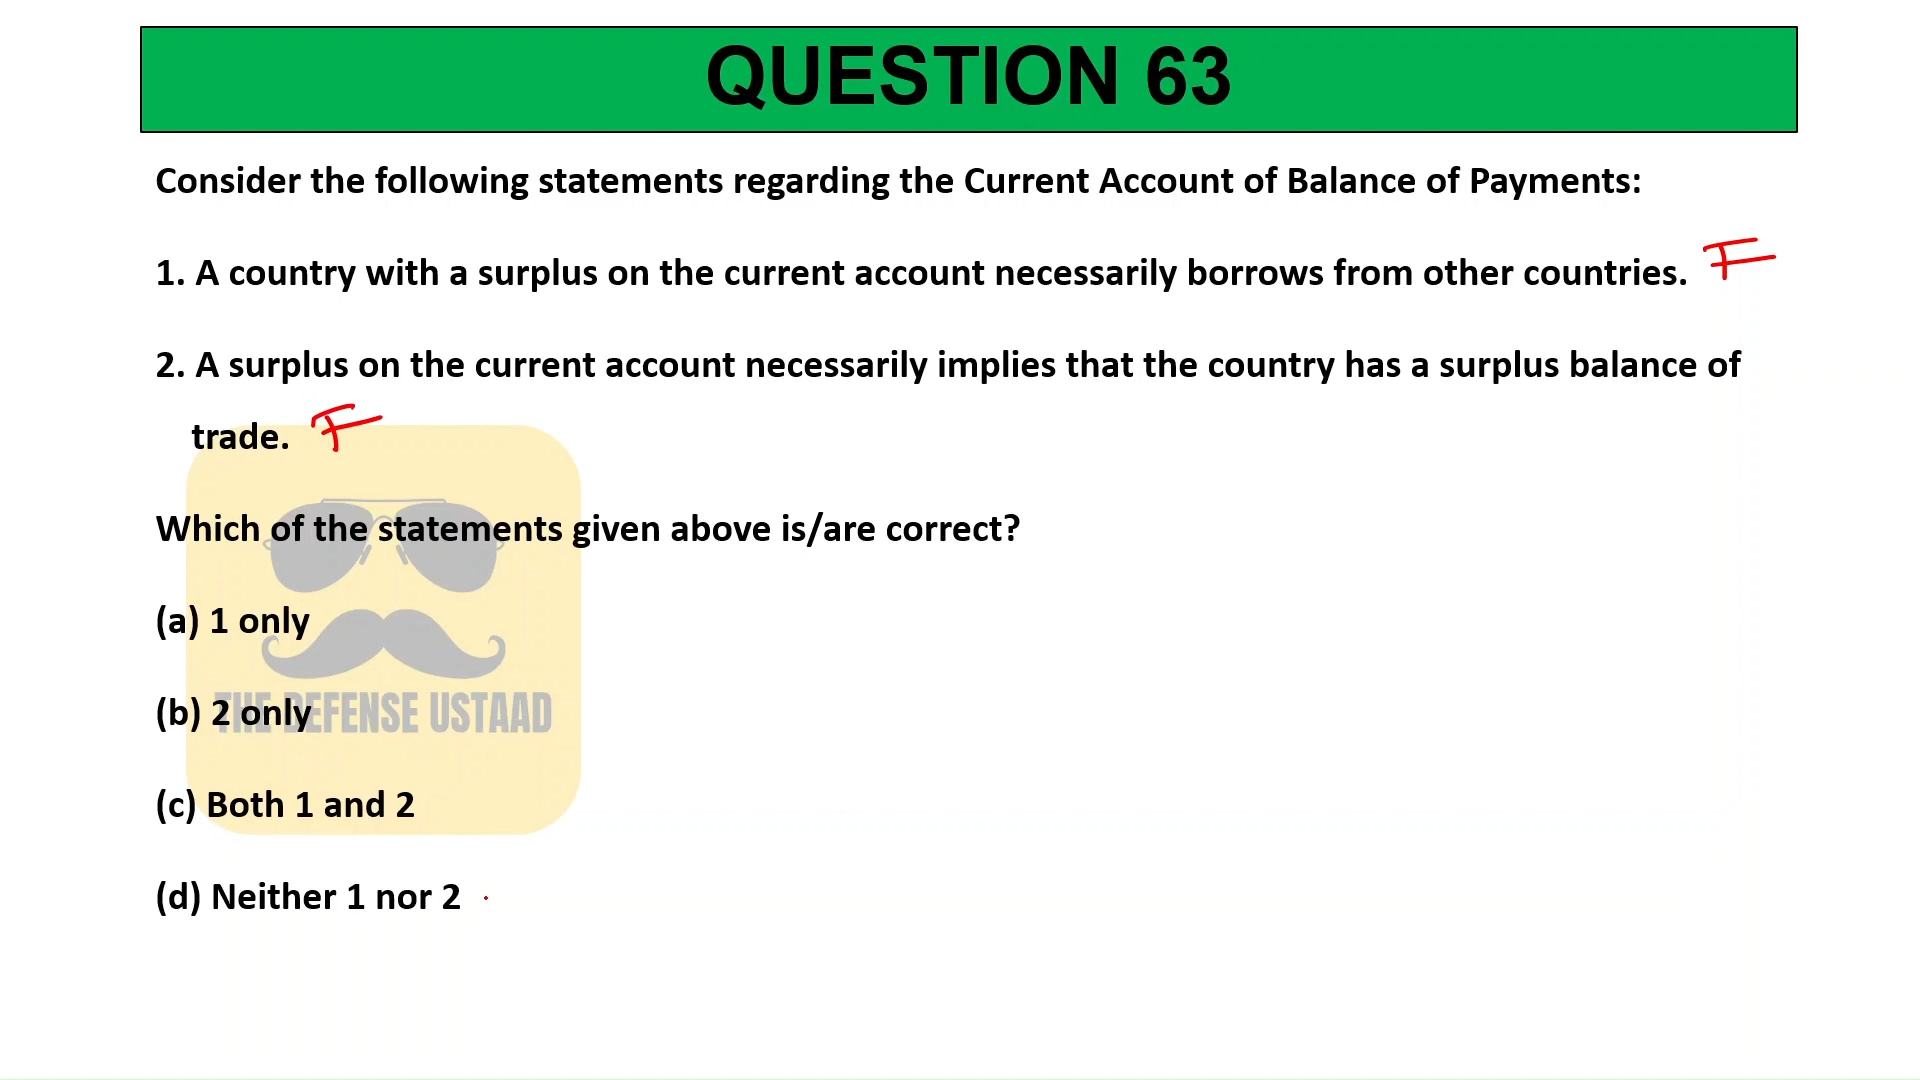 QUESTION 63
Consider the following statements regarding the Current Account of Balance of Payments:
1. A country with a surplus on the current account necessarily borrows from other countries. F
2. A surplus on the current account necessarily implies that the country has a surplus balance of
trade. F
Which of the statements given above is/are correct?
(a) 1 only
(b) 2 only
THE DEFENSE USTAAD
(c) Both 1 and 2
(d) Neither 1 nor 2